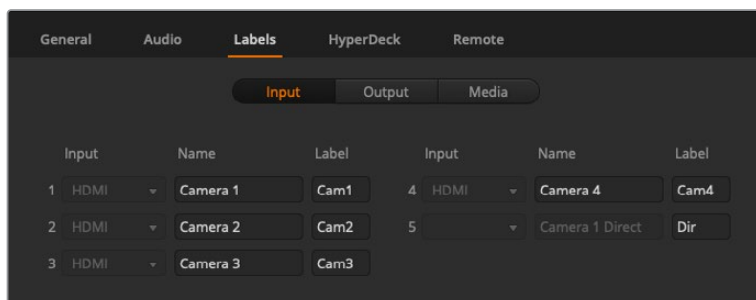 General Audio Labels HyperDeck Remote
Input Output Media
Input Name Label Input Name Label
1 HDMI Camera 1 Cam1 4 HDMI Camera 4 Cam4
2 HDMI Camera 2 Cam2 5 Camera 1 Direct Dir
3 HDMI Camera 3 Cam3